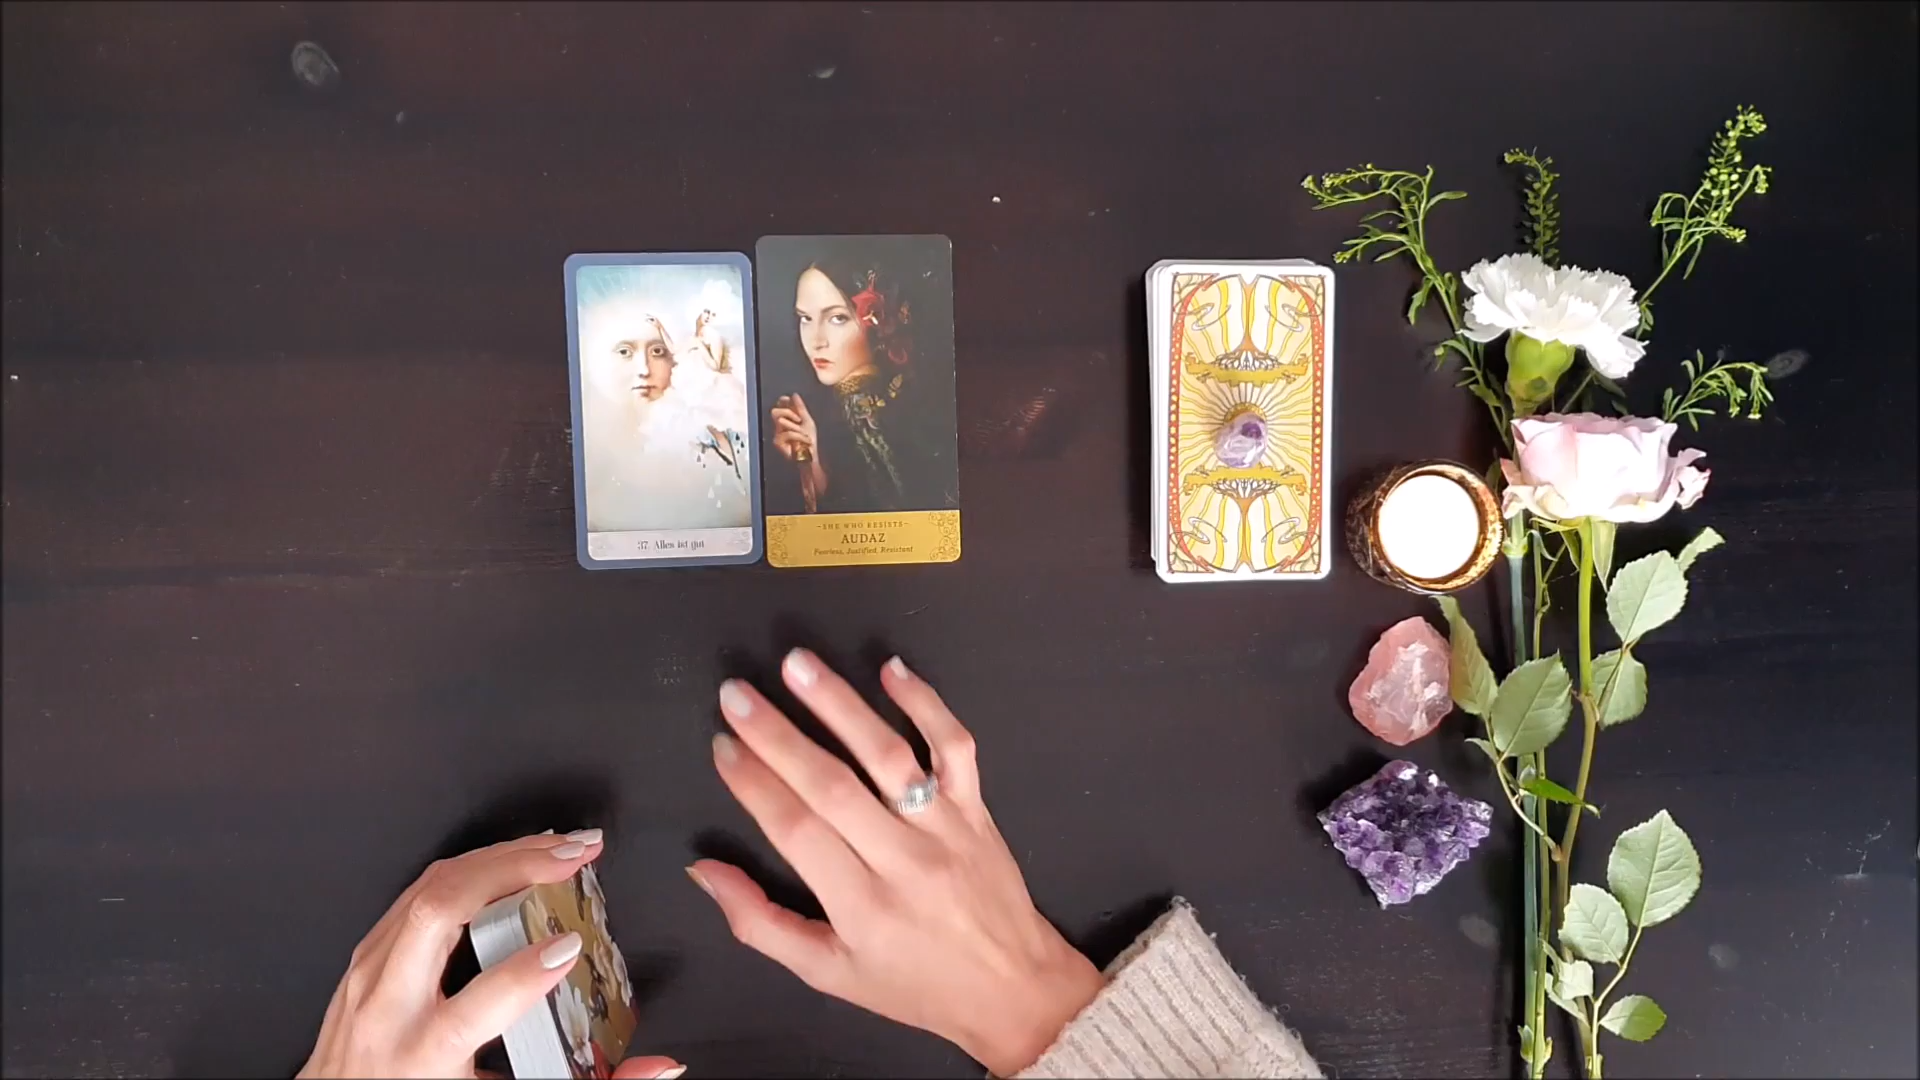 37. Alles ist gut
~SHE WHO RESISTS~
AUDAZ
Fearless, Justified, Resistant